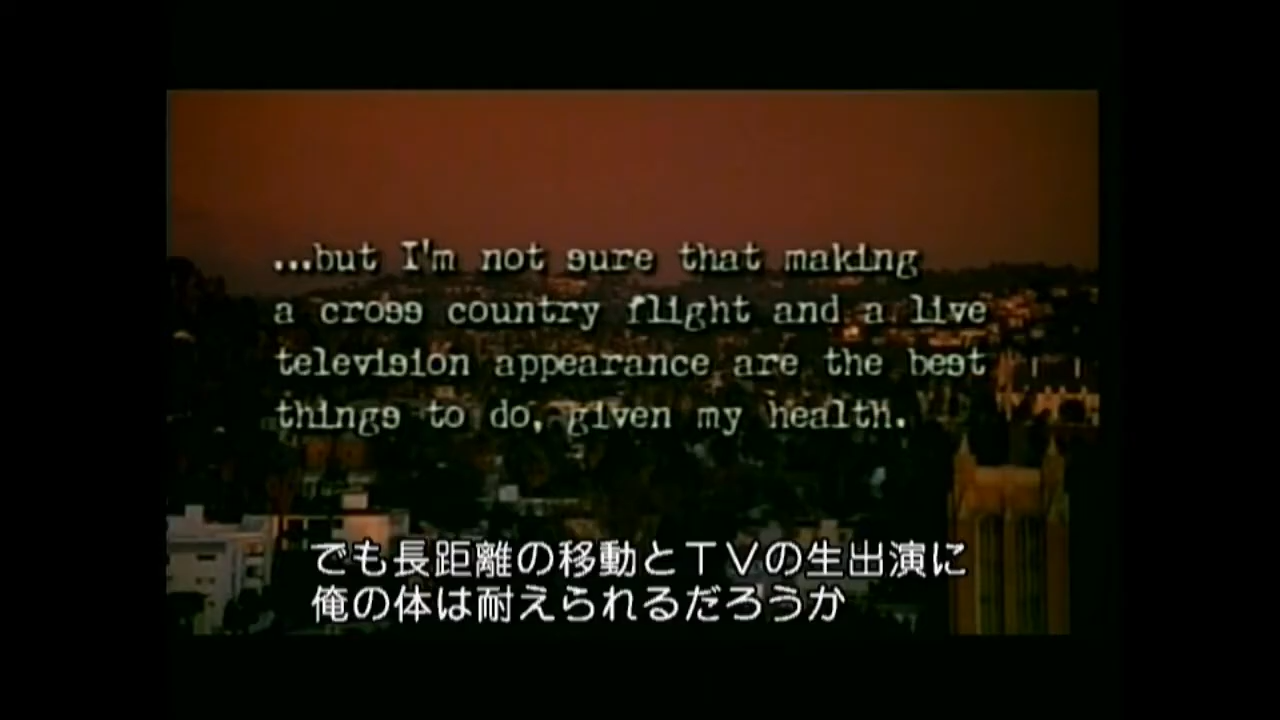 ...but I'm not sure that making
a cross country flight and a live
television appearance are the best
things to do, given my health.
でも長距離の移動とＴＶの生出演に
俺の体は耐えられるだろうか